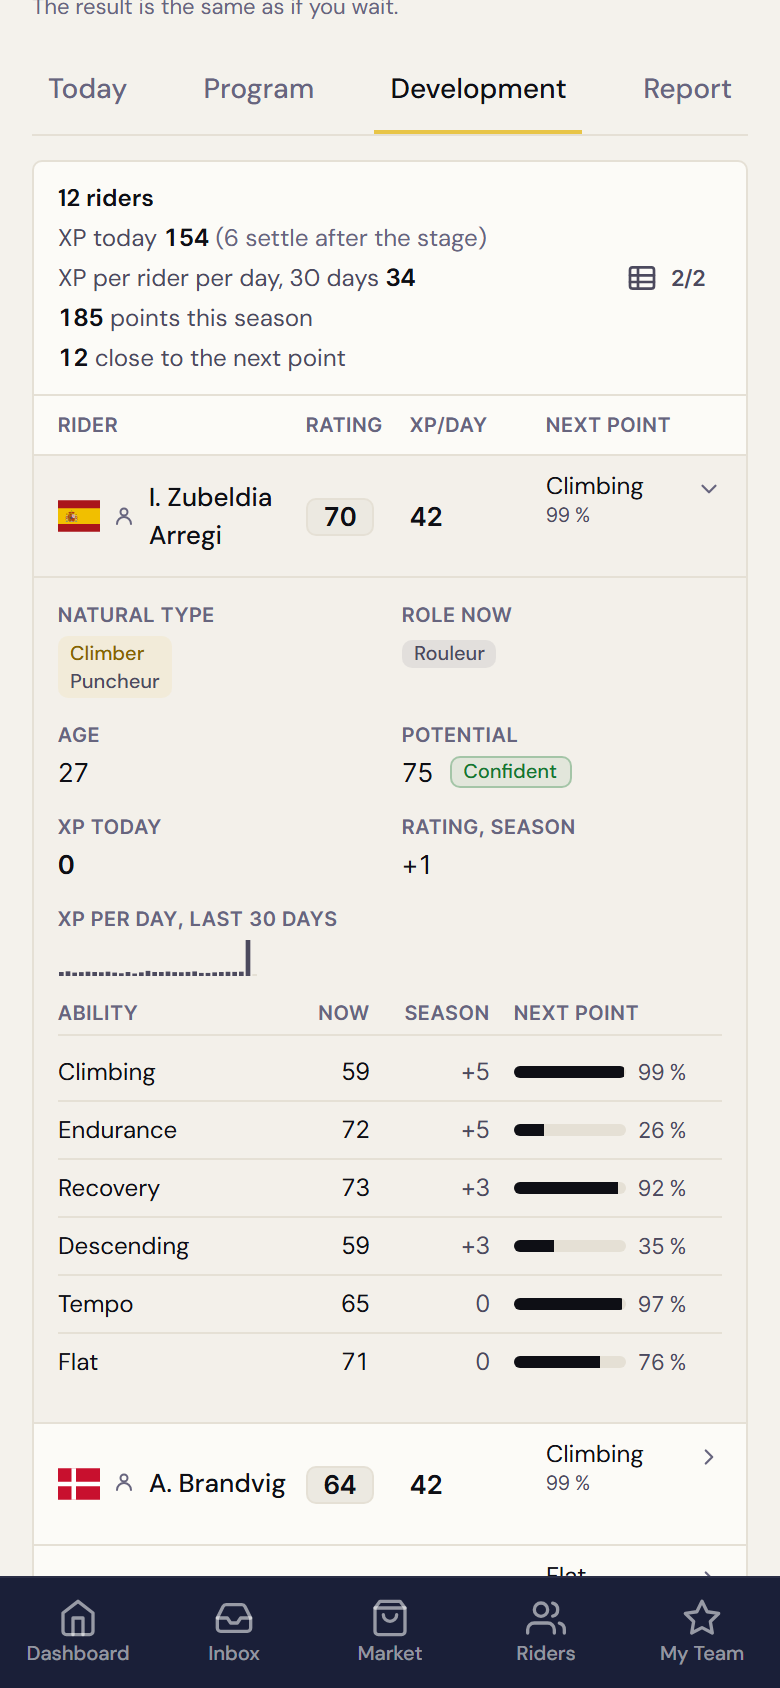 The result is the same as if you wait.
Today Program Development Report
12 riders
XP today 154 (6 settle after the stage)
XP per rider per day, 30 days 34
2/2
185 points this season
12 close to the next point
RIDER RATING XP/DAY NEXT POINT
I. Zubeldia Arregi 70 42 Climbing 99 %
NATURAL TYPE ROLE NOW
Climber Rouleur
Puncheur
AGE POTENTIAL
27 75 Confident
XP TODAY RATING, SEASON
0 +1
XP PER DAY, LAST 30 DAYS
ABILITY NOW SEASON NEXT POINT
Climbing 59 +5 99 %
Endurance 72 +5 26 %
Recovery 73 +3 92 %
Descending 59 +3 35 %
Tempo 65 0 97 %
Flat 71 0 76 %
A. Brandvig 64 42 Climbing 99 %
Flat
Dashboard Inbox Market Riders My Team